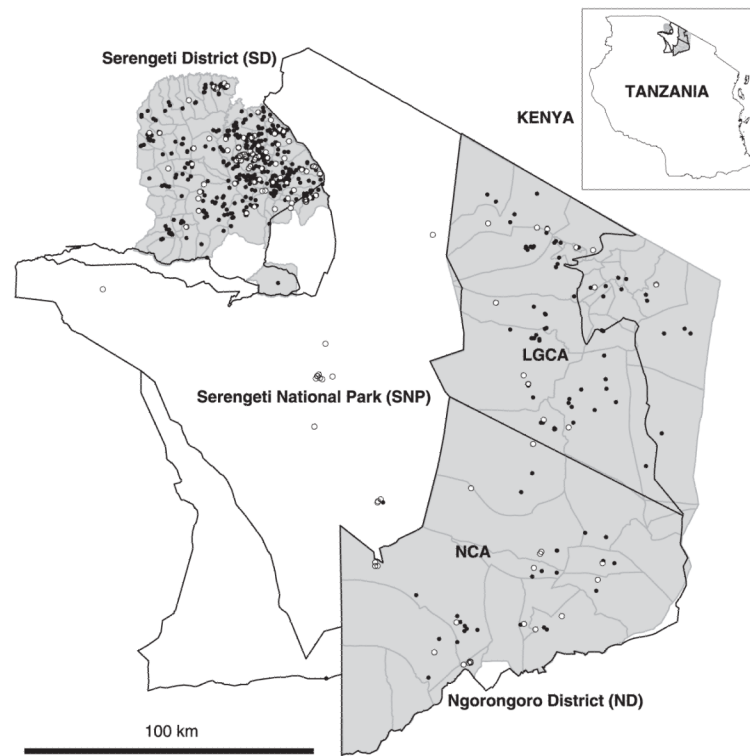 Serengeti District (SD)
TANZANIA
KENYA
LGCA
Serengeti National Park (SNP)
NCA
Ngorongoro District (ND)
100 km